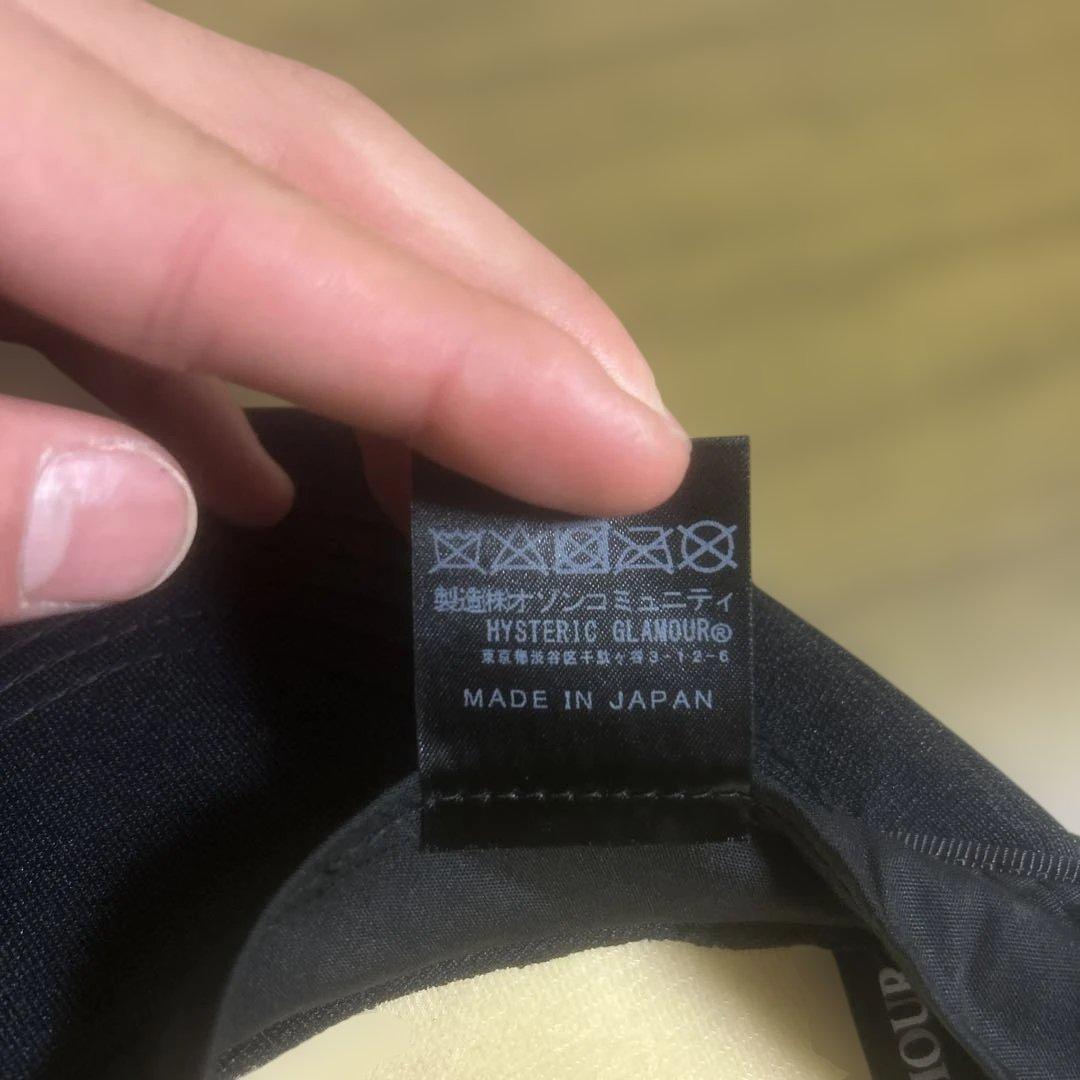 製造㈱オゾンコミュニティ
HYSTERIC GLAMOUR®
東京都渋谷区千駄ヶ谷3-12-6
MADE IN JAPAN
MOUR